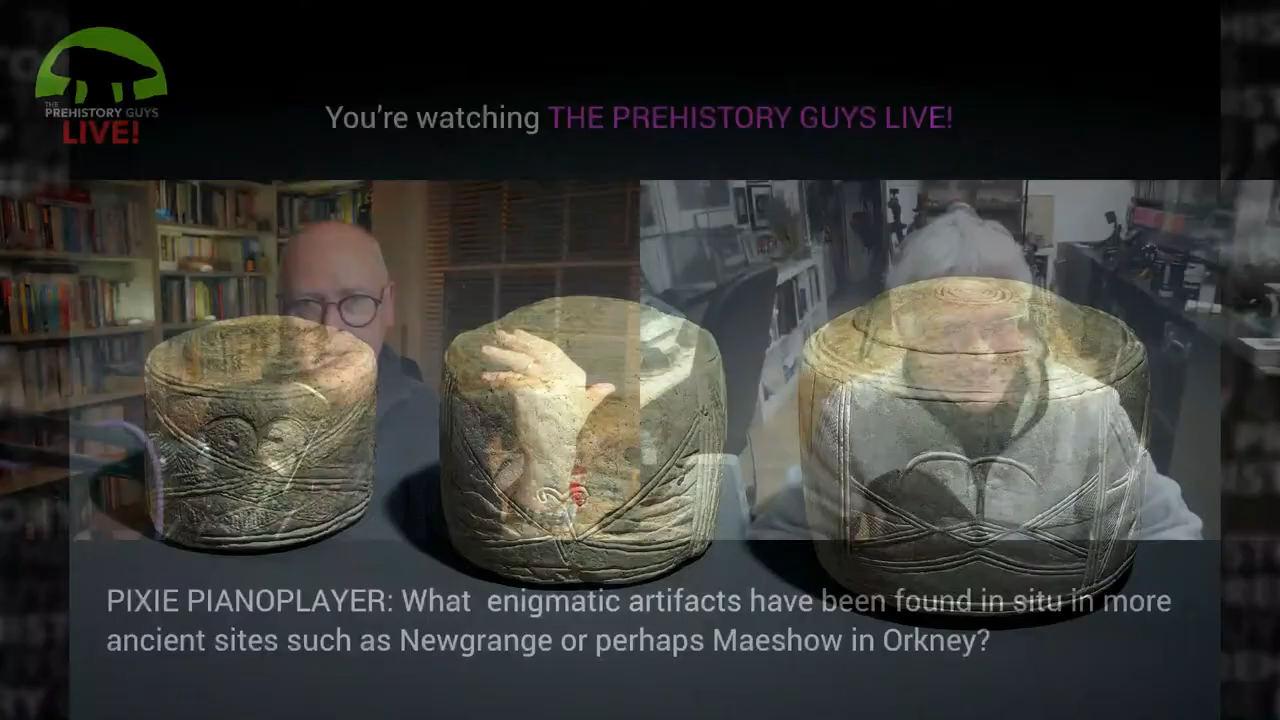 THE
PREHISTORY GUYS
LIVE!
You're watching THE PREHISTORY GUYS LIVE!
PIXIE PIANOPLAYER: What enigmatic artifacts have been found in situ in more
ancient sites such as Newgrange or perhaps Maeshow in Orkney?